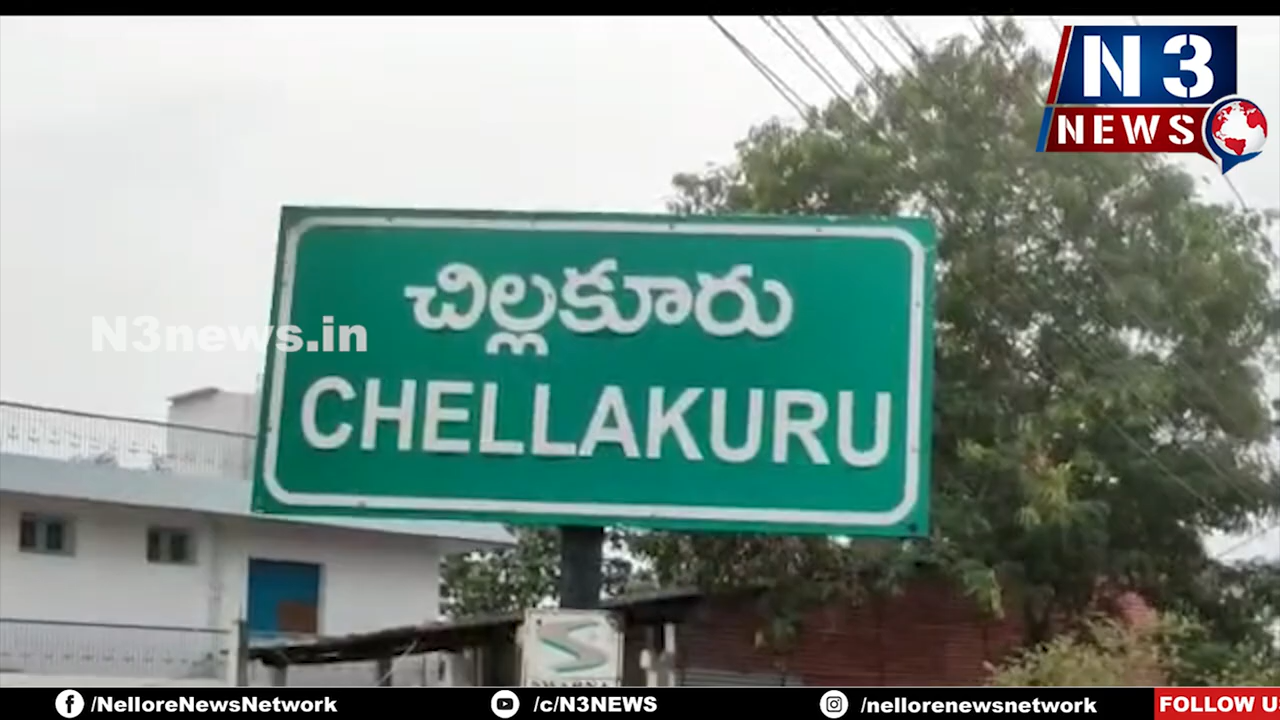 N3
NEWS
చిల్లకూరు
N3news.in
CHELLAKURU
/NelloreNewsNetwork
/c/N3NEWS
/nellorenewsnetwork
FOLLOW U